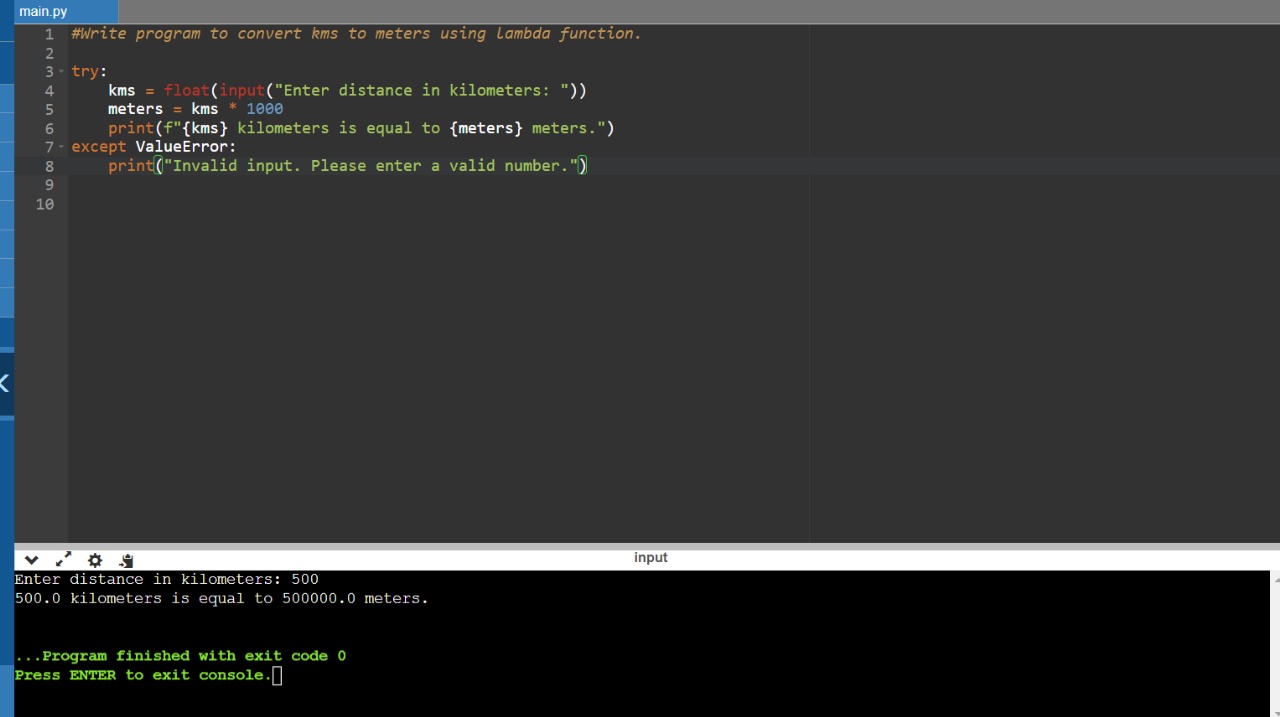 main.py
1 #Write program to convert kms to meters using lambda function.
2
3 try:
4     kms = float(input("Enter distance in kilometers: "))
5     meters = kms * 1000
6     print(f"{kms} kilometers is equal to {meters} meters.")
7 except ValueError:
8     print("Invalid input. Please enter a valid number.")
9
10
input
Enter distance in kilometers: 500
500.0 kilometers is equal to 500000.0 meters.
...Program finished with exit code 0
Press ENTER to exit console.